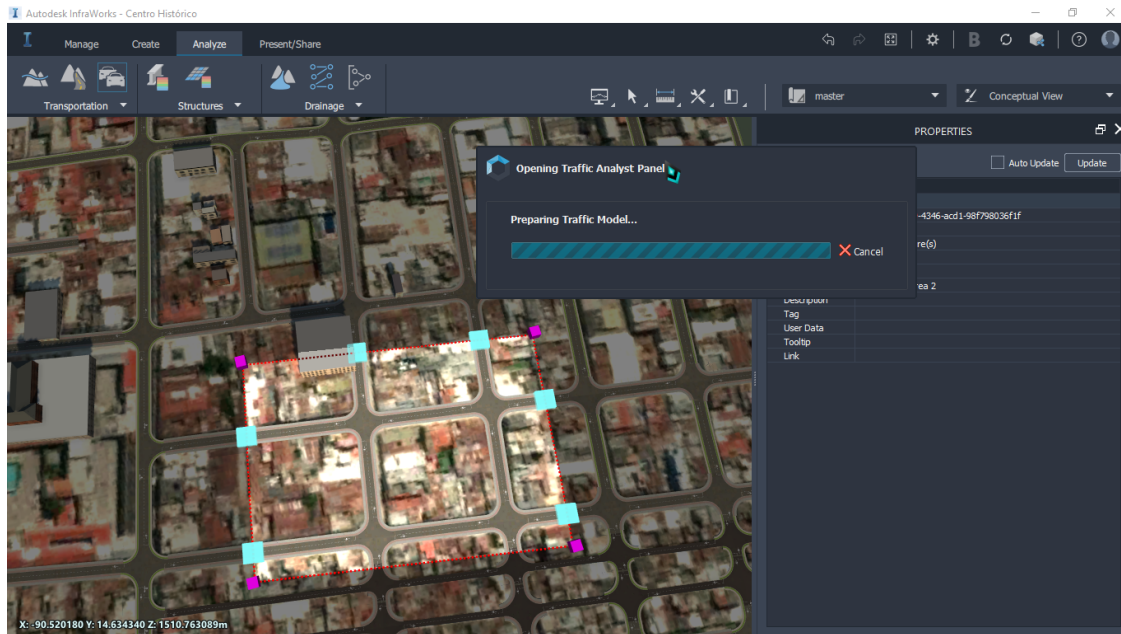 Autodesk InfraWorks - Centro Histórico
Manage Create Analyze Present/Share
Transportation Structures Drainage
master Conceptual View
PROPERTIES
Opening Traffic Analyst Panel
Auto Update Update
Preparing Traffic Model...
-4346-acd1-98f798036f1f
Cancel
re(s)
rea 2
Description
Tag
User Data
Tooltip
Link
X: -90.520180 Y: 14.634340 Z: 1510.763089m